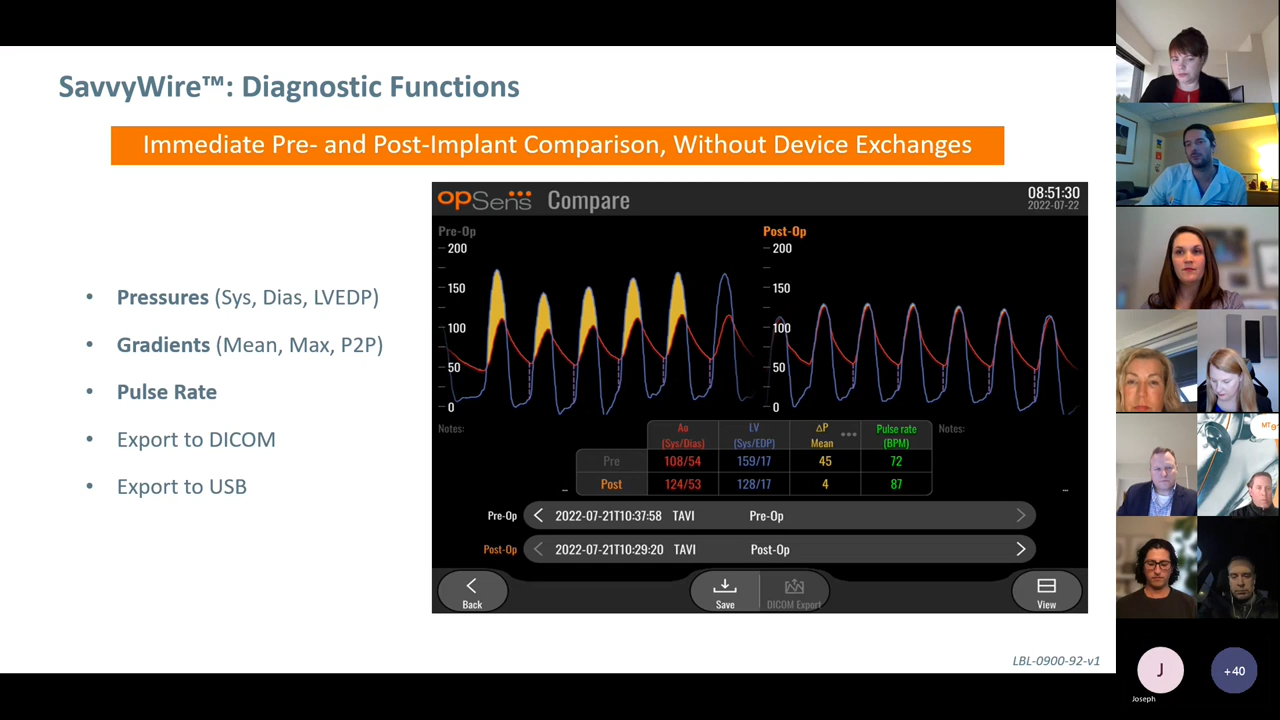 SavvyWire™: Diagnostic Functions
Immediate Pre- and Post-Implant Comparison, Without Device Exchanges
• Pressures (Sys, Dias, LVEDP)
• Gradients (Mean, Max, P2P)
• Pulse Rate
• Export to DICOM
• Export to USB
opSens Compare
08:51:30
2022-07-22
Pre-Op
200
150
100
50
0
Post-Op
200
150
100
50
0
Notes:
Ao LV ΔP ••• Pulse rate
(Sys/Dias) (Sys/EDP) Mean (BPM)
Notes:
Pre 108/54 159/17 45 72
Post 124/53 128/17 4 87
... ...
Pre-Op < 2022-07-21T10:37:58 TAVI Pre-Op >
Post-Op < 2022-07-21T10:29:20 TAVI Post-Op >
Back
Save
DICOM Export
View
LBL-0900-92-v1
J
Joseph
+40